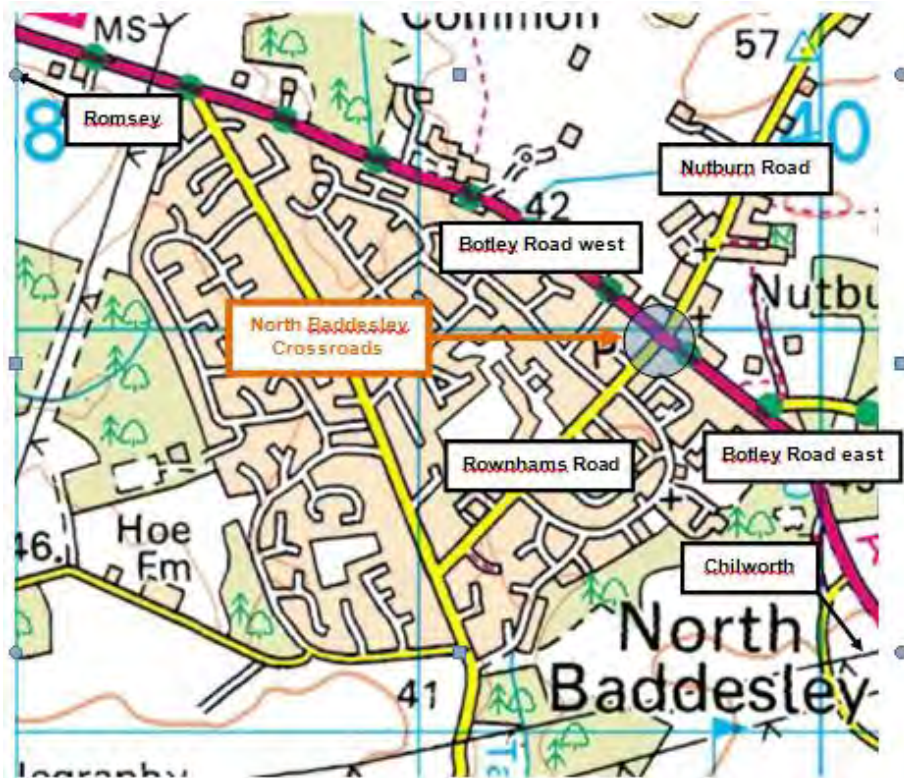 Common
MS
57
Romsey
8
40
Nutburn Road
42
Botley Road west
Nutbu
North Baddesley
Crossroads
P
N
Rownhams Road
Botley Road east
46.
Hoe
Fm
Chilworth
North
Baddesley
41